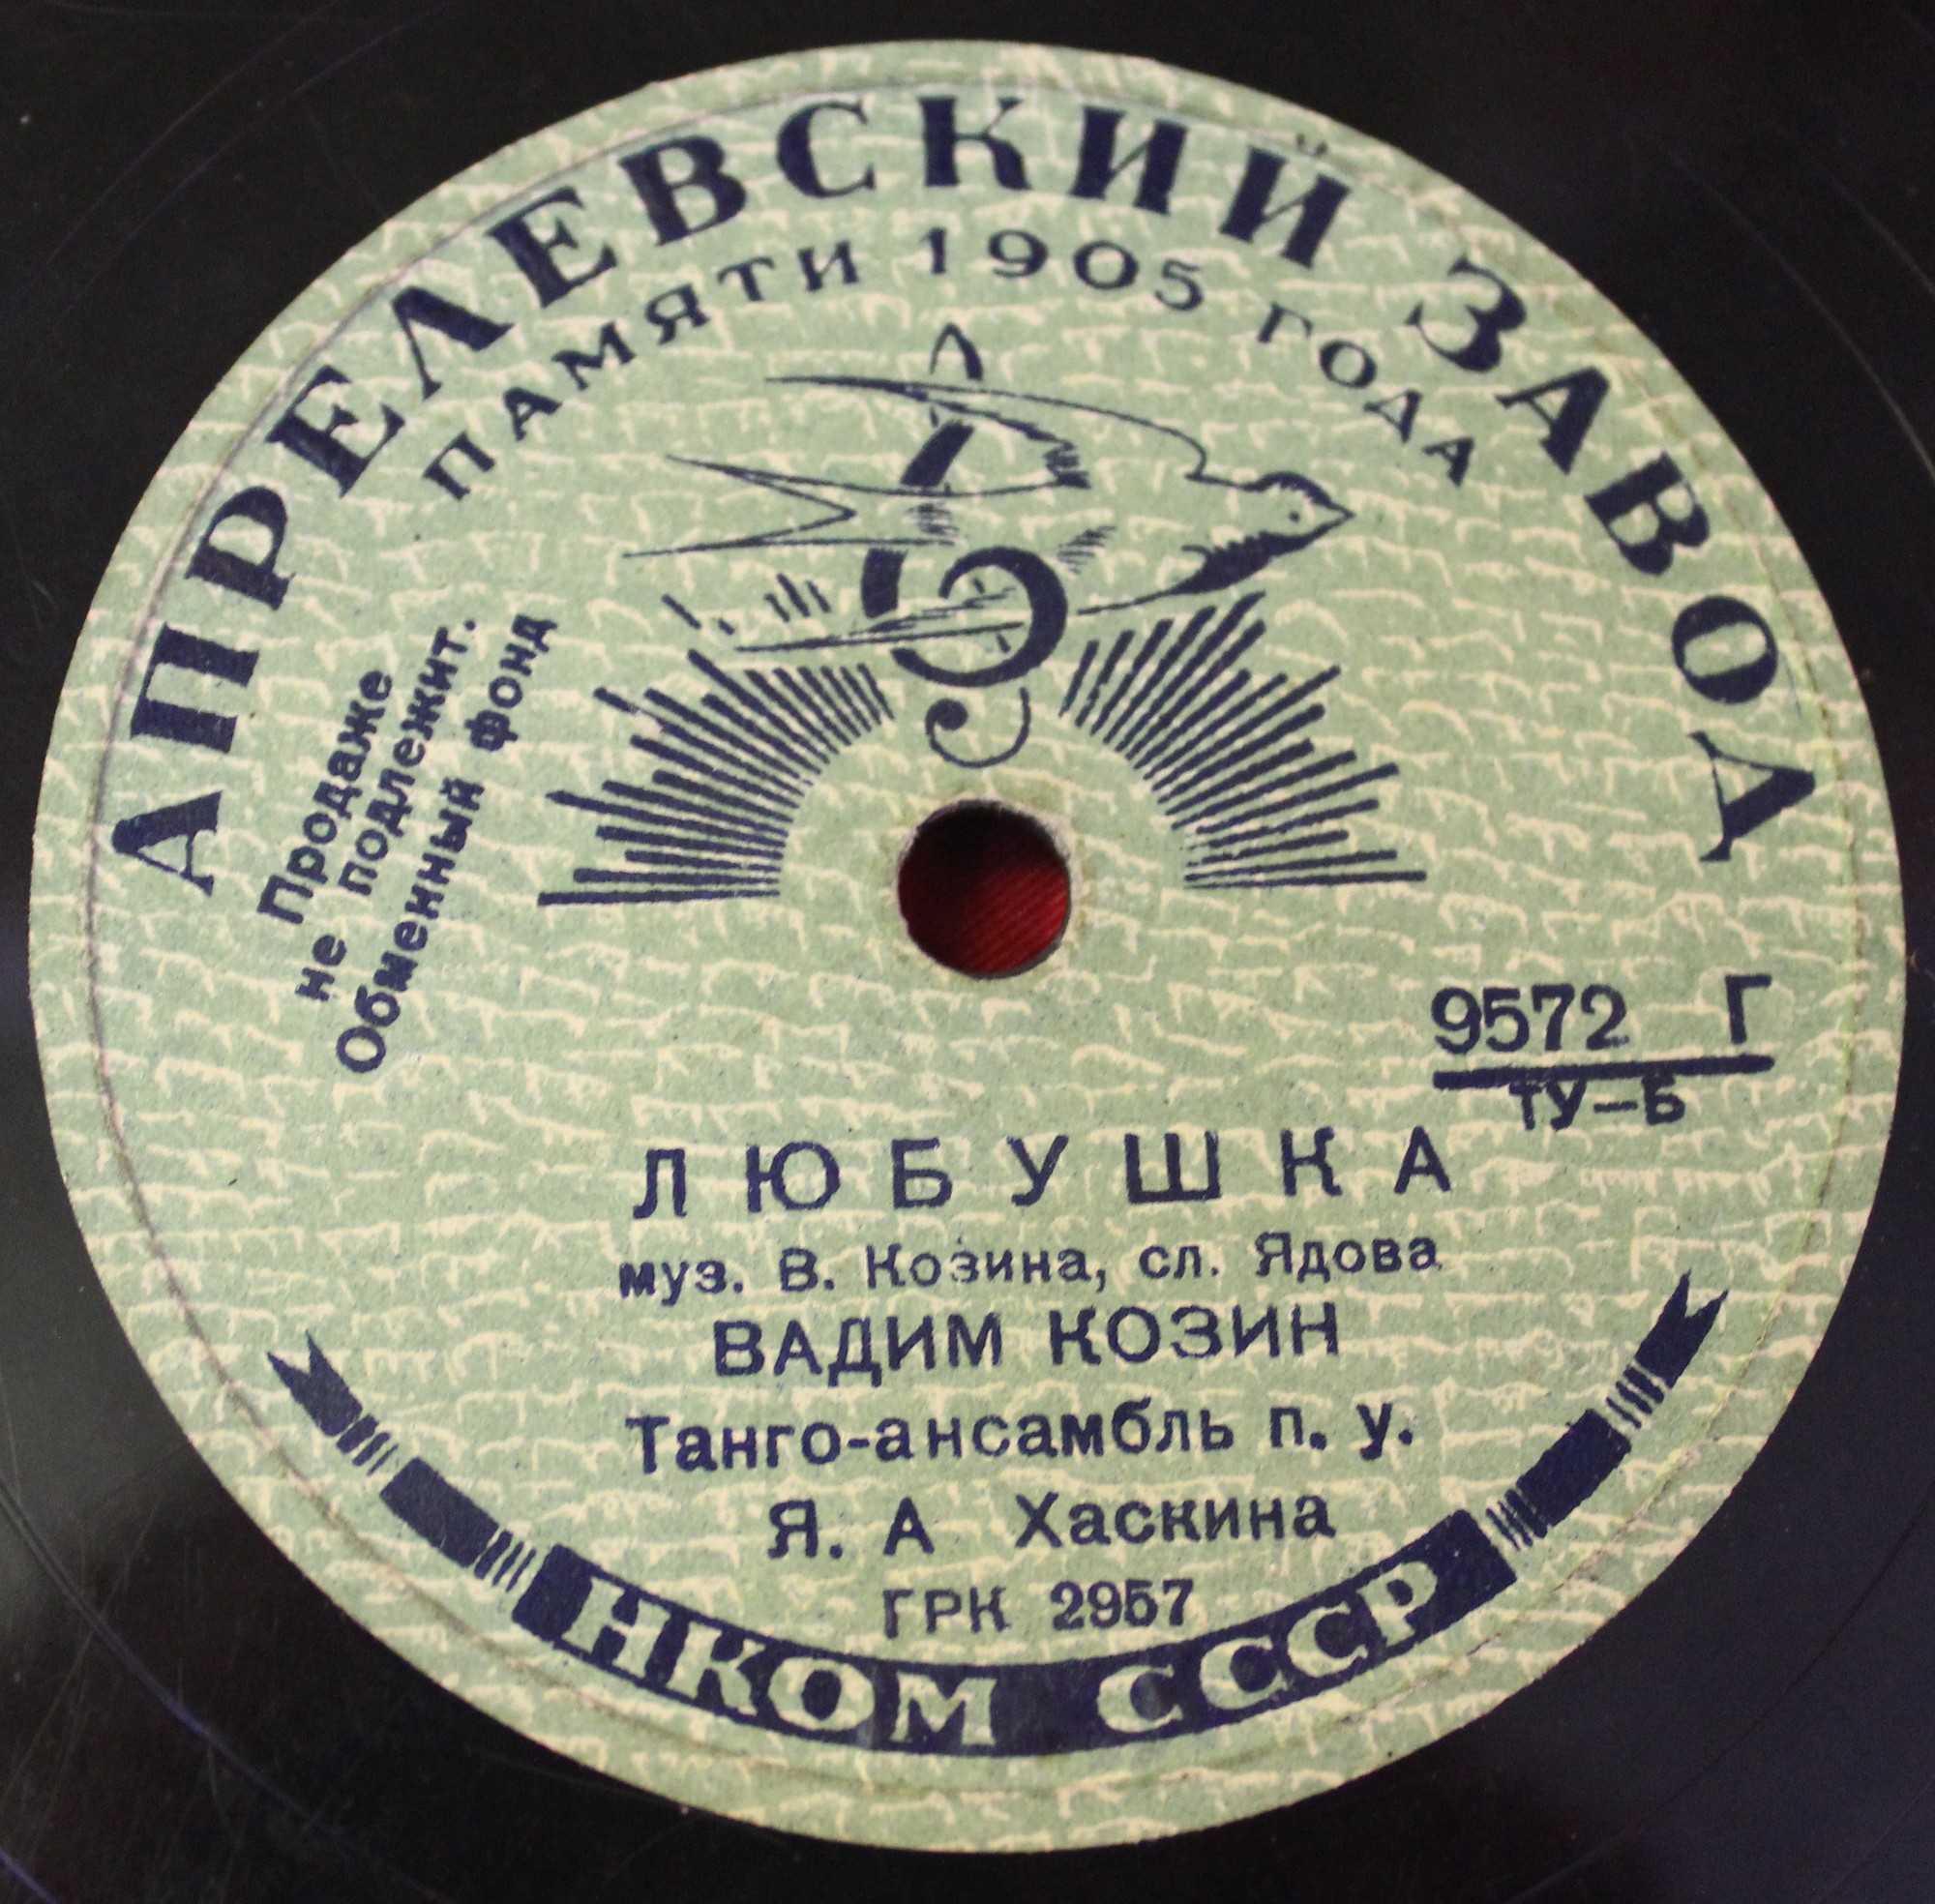 АПРЕЛЕВСКИЙ ЗАВОД
ПАМЯТИ 1905 ГОДА
Продаже
не подлежит.
Обменный фонд
9572 Г
ТУ-Б
ЛЮБУШКА
муз. В. Козина, сл. Ядова
ВАДИМ КОЗИН
Танго-ансамбль п. у.
Я. А Хаскина
ГРК 2957
НКОМ СССР